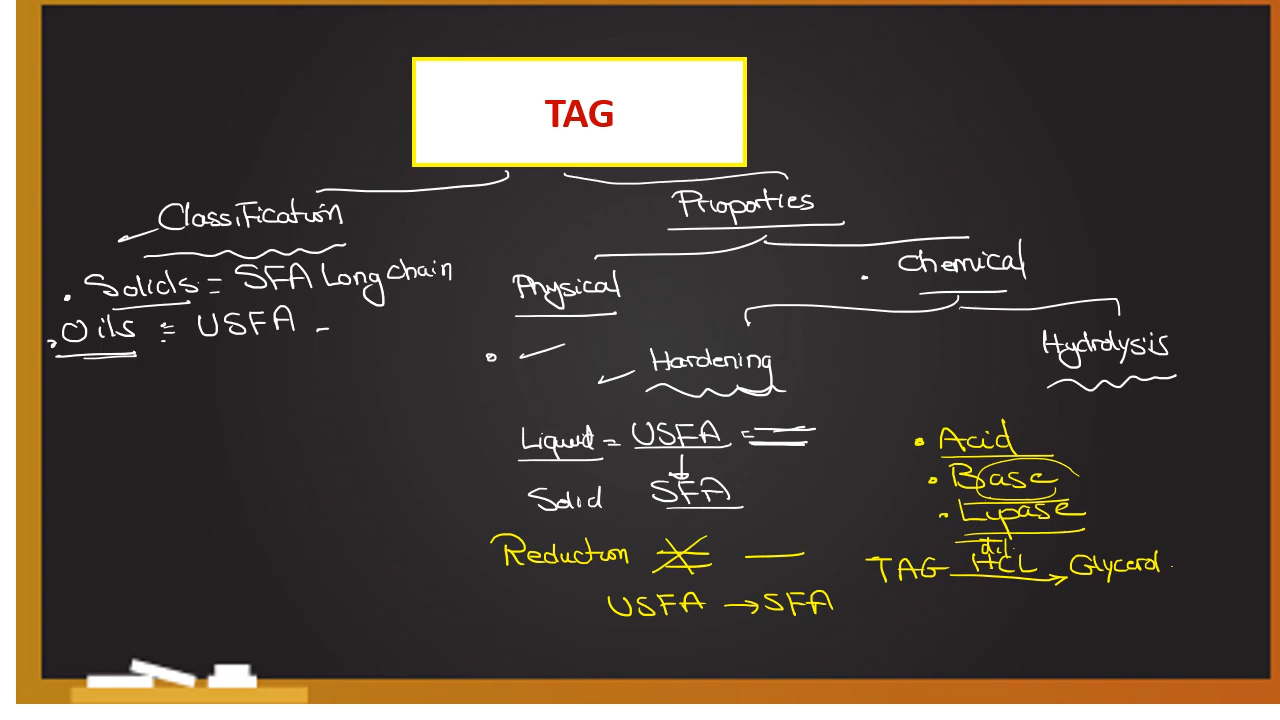 TAG
Classification
Properties
. Solids = SFA Long chain
. Oils = USFA -
Physical
. Chemical
Hardening
Hydrolysis
Liquid = USFA =
Solid SFA
Reduction
USFA → SFA
• Acid
• Base
• Lipase
dil.
TAG HCL → Glycerol